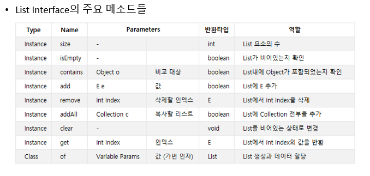 • List Interface의 주요 메소드들
Type Name Parameters 반환타입 역할
Instance size - int List 요소의 수
Instance isEmpty - boolean List가 비어있는지 확인
Instance contains Object o 비교 대상 boolean List내에 Object가 포함되었는지 확인
Instance add E e 값 boolean List에 E 추가
Instance remove int index 삭제할 인덱스 E List에서 int index를 삭제
Instance addAll Collection c 복사할 리스트 boolean List에 Collection 전부를 추가
Instance clear - void List를 비어있는 상태로 변경
Instance get int index 인덱스 E List에서 int index의 값을 반환
Class of Variable Params 값 (가변 인자) List List 생성과 데이터 할당